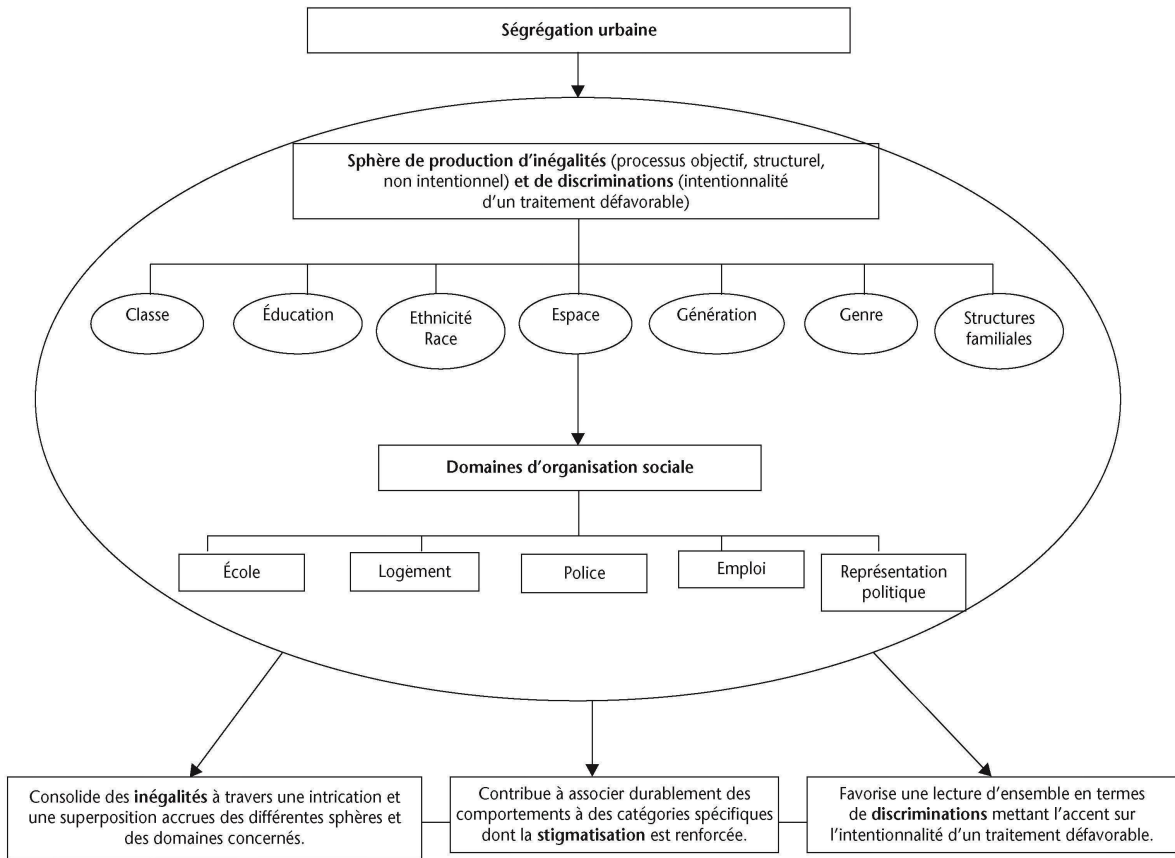 Ségrégation urbaine
Sphère de production d'inégalités (processus objectif, structurel,
non intentionnel) et de discriminations (intentionnalité
d'un traitement défavorable)
Classe
Éducation
Ethnicité
Race
Espace
Génération
Genre
Structures
familiales
Domaines d'organisation sociale
École
Logement
Police
Emploi
Représentation
politique
Consolide des inégalités à travers une intrication et
une superposition accrues des différentes sphères et
des domaines concernés.
Contribue à associer durablement des
comportements à des catégories spécifiques
dont la stigmatisation est renforcée.
Favorise une lecture d'ensemble en termes
de discriminations mettant l'accent sur
l'intentionnalité d'un traitement défavorable.